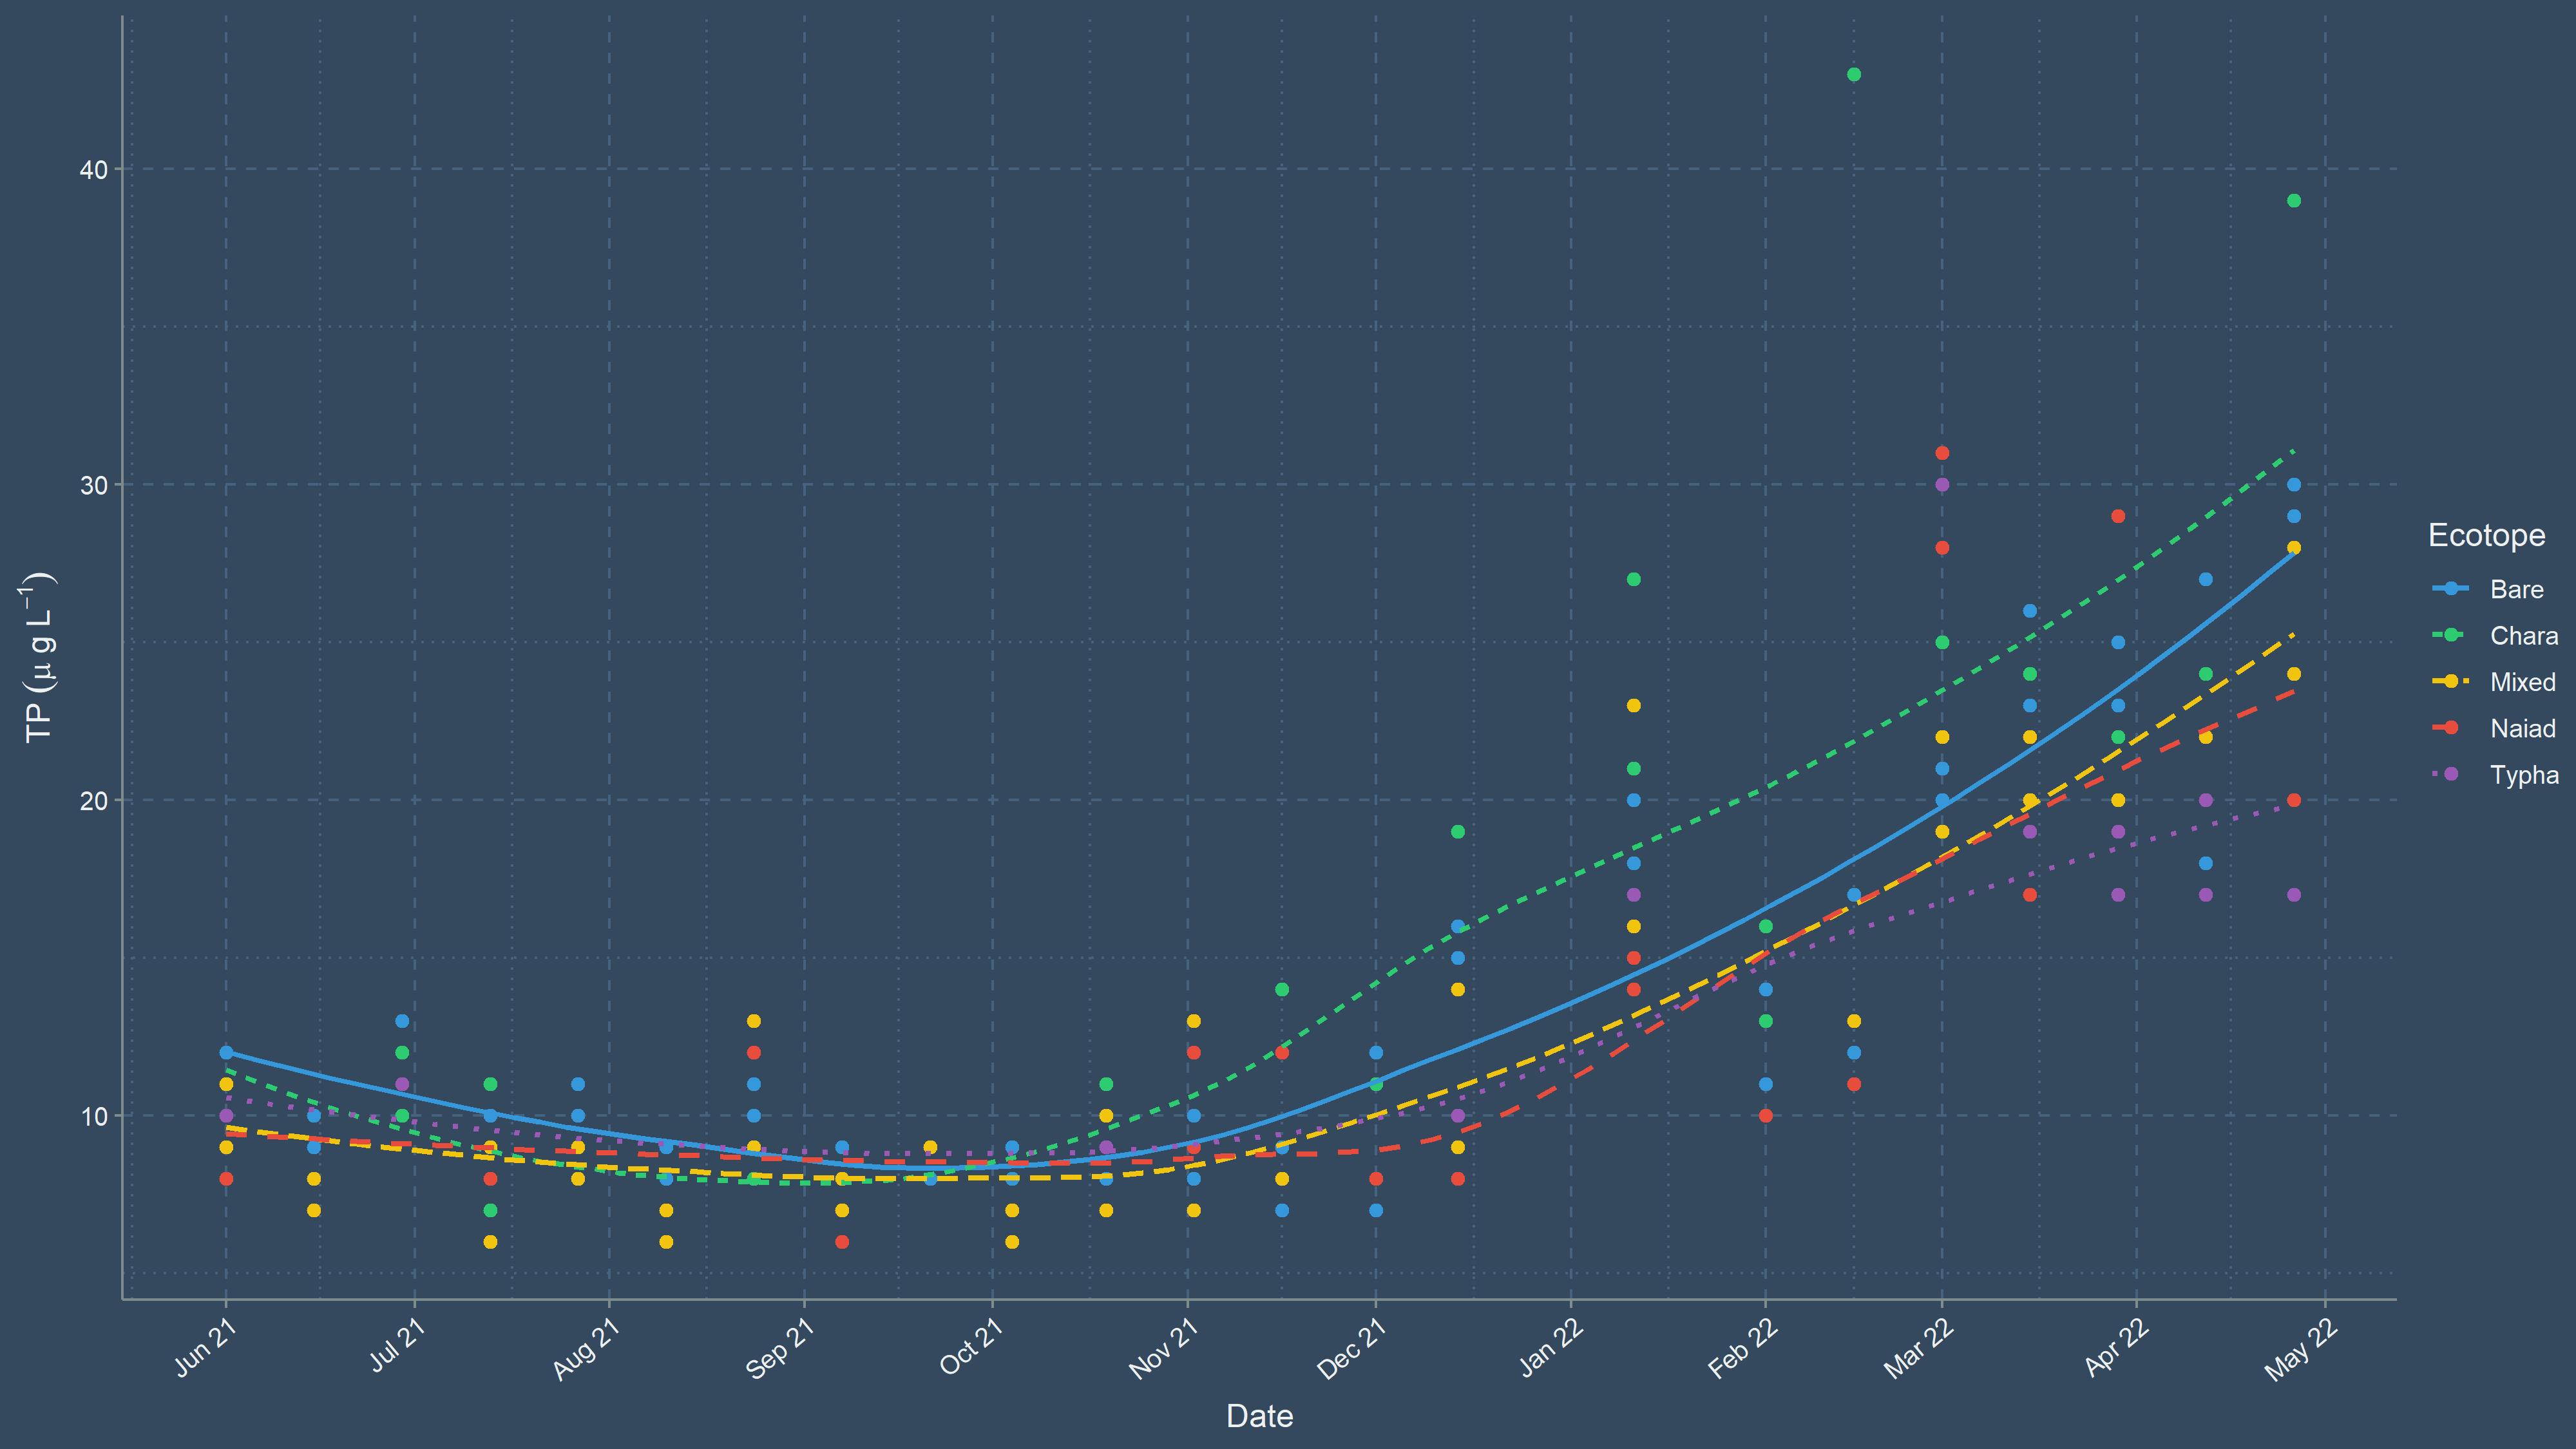 40
30
20
10
TP (μ g L⁻¹)
Jun 21
Jul 21
Aug 21
Sep 21
Oct 21
Nov 21
Dec 21
Jan 22
Feb 22
Mar 22
Apr 22
May 22
Date
Ecotope
Bare
Chara
Mixed
Naiad
Typha